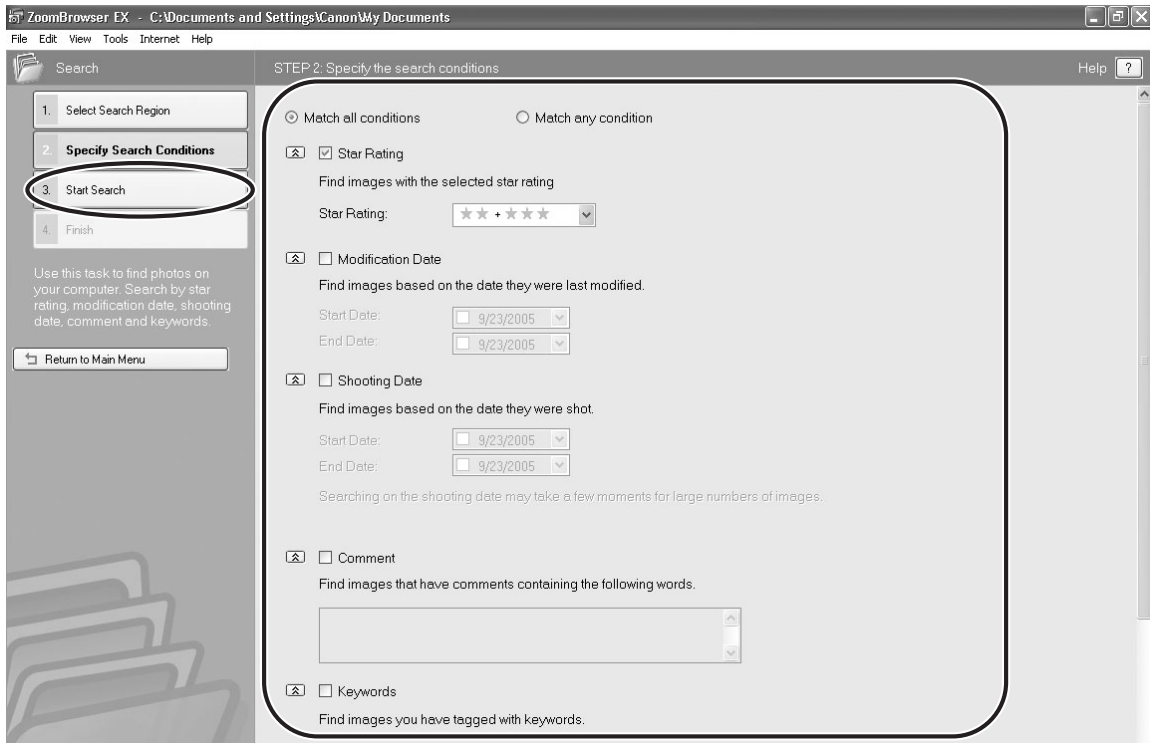 ZoomBrowser EX - C:\Documents and Settings\Canon\My Documents
File Edit View Tools Internet Help
Search
STEP 2: Specify the search conditions
Help ?
1. Select Search Region
2. Specify Search Conditions
3. Start Search
4. Finish
Use this task to find photos on
your computer. Search by star
rating, modification date, shooting
date, comment and keywords.
Return to Main Menu
Match all conditions Match any condition
Star Rating
Find images with the selected star rating
Star Rating: ★★ + ★★★
Modification Date
Find images based on the date they were last modified.
Start Date: 9/23/2005
End Date: 9/23/2005
Shooting Date
Find images based on the date they were shot.
Start Date: 9/23/2005
End Date: 9/23/2005
Searching on the shooting date may take a few moments for large numbers of images.
Comment
Find images that have comments containing the following words.
Keywords
Find images you have tagged with keywords.